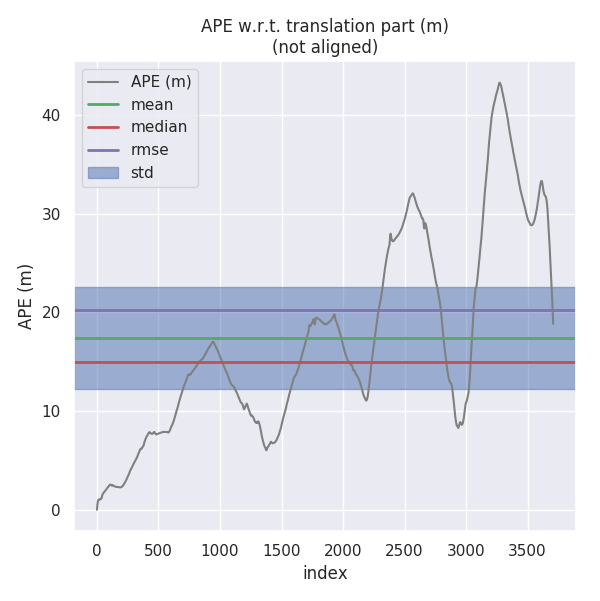 APE w.r.t. translation part (m)
(not aligned)
APE (m)
mean
median
rmse
std
APE (m)
40
30
20
10
0
0 500 1000 1500 2000 2500 3000 3500
index